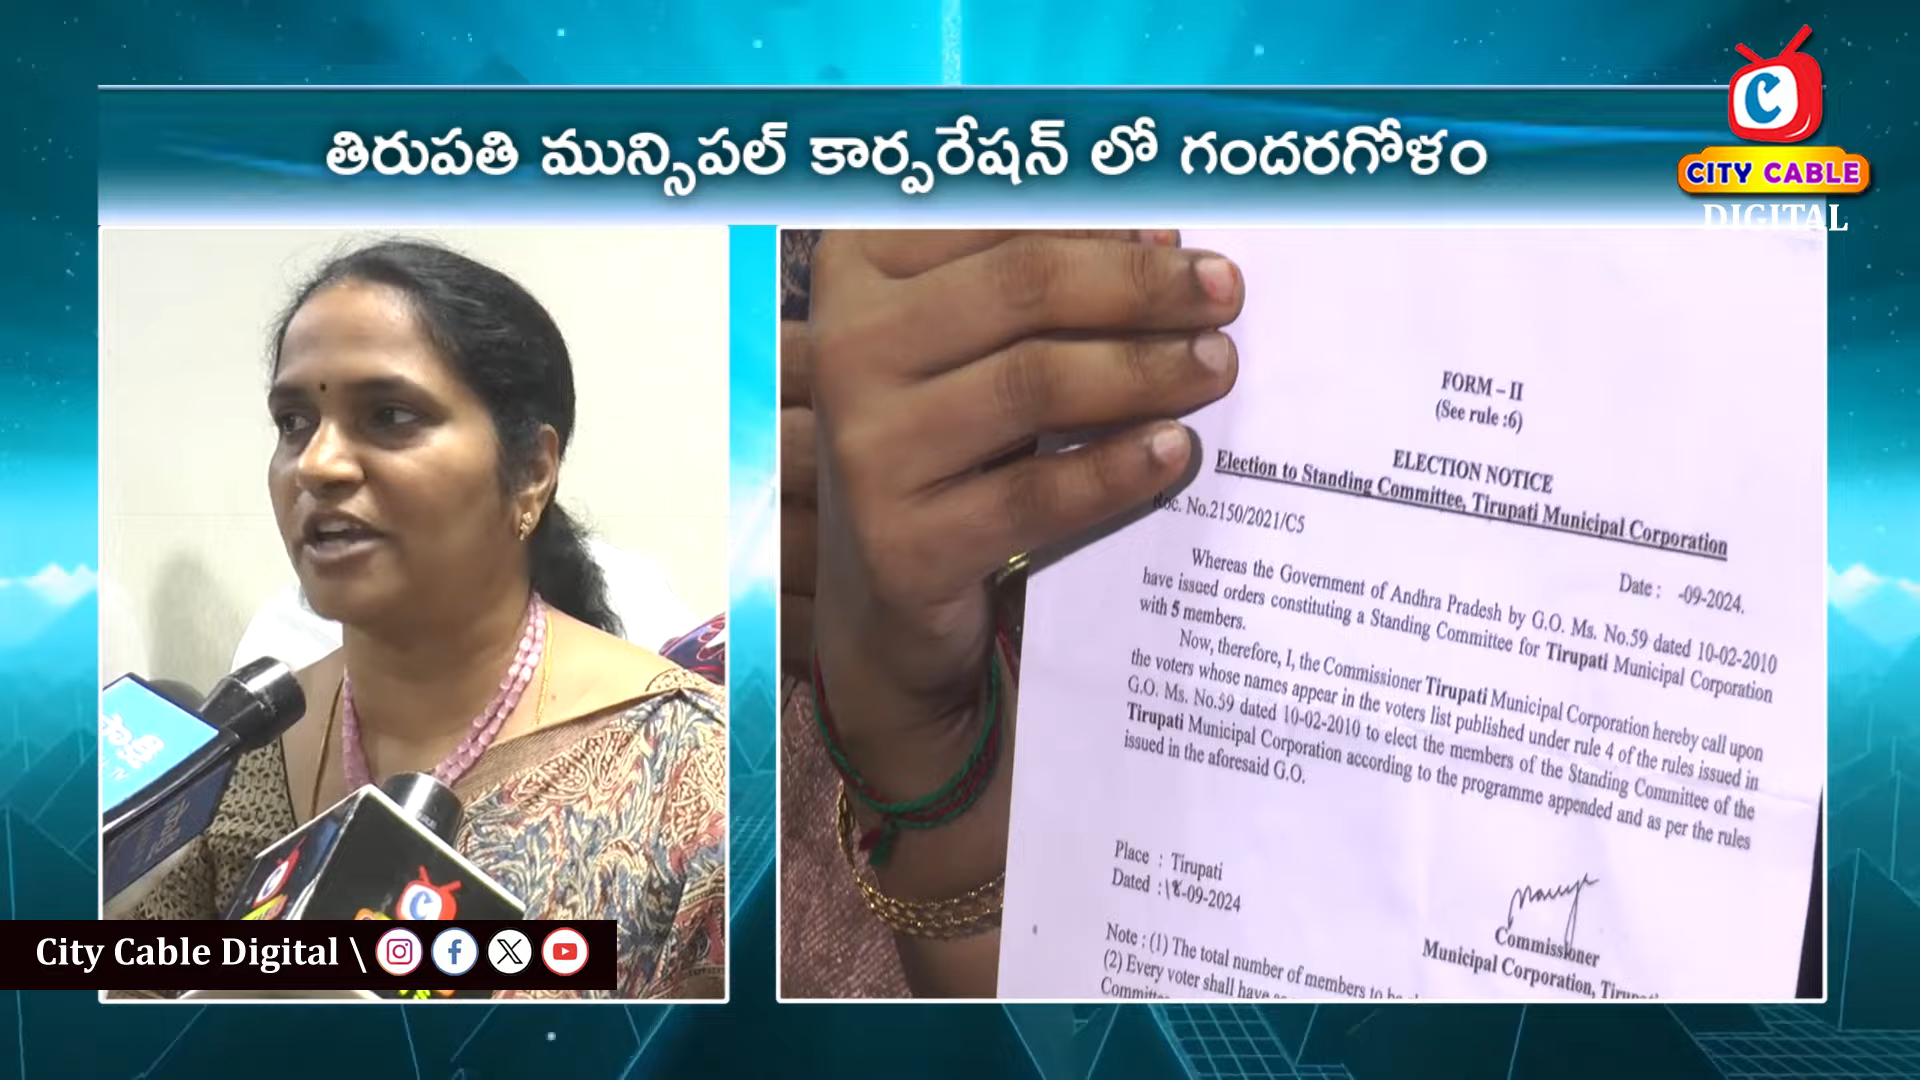 తిరుపతి మున్సిపల్ కార్పరేషన్ లో గందరగోళం
C
CITY CABLE
DIGITAL
FORM – II
(See rule :6)
ELECTION NOTICE
Election to Standing Committee, Tirupati Municipal Corporation
Roc. No.2150/2021/C5
Date : -09-2024.
Whereas the Government of Andhra Pradesh by G.O. Ms. No.59 dated 10-02-2010
have issued orders constituting a Standing Committee for Tirupati Municipal Corporation
with 5 members.
Now, therefore, I, the Commissioner Tirupati Municipal Corporation hereby call upon
the voters whose names appear in the voters list published under rule 4 of the rules issued in
G.O. Ms. No.59 dated 10-02-2010 to elect the members of the Standing Committee of the
Tirupati Municipal Corporation according to the programme appended and as per the rules
issued in the aforesaid G.O.
Place : Tirupati
Dated :18-09-2024
Commissioner
Municipal Corporation,
Note : (1) The total number of members to be
(2) Every voter shall have
City Cable Digital \
C